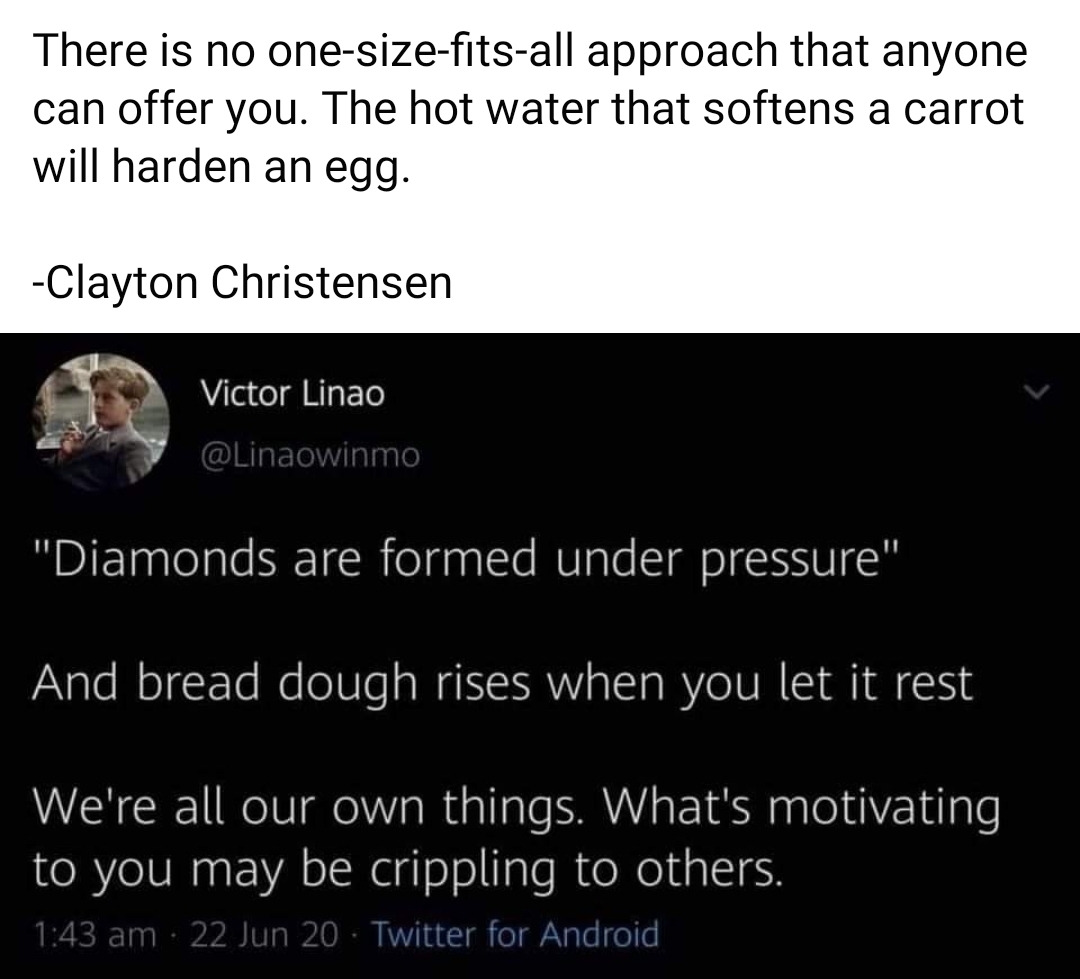 There is no one-size-fits-all approach that anyone
can offer you. The hot water that softens a carrot
will harden an egg.
-Clayton Christensen
Victor Linao
@Linaowinmo
"Diamonds are formed under pressure"
And bread dough rises when you let it rest
We're all our own things. What's motivating
to you may be crippling to others.
1:43 am · 22 Jun 20 · Twitter for Android